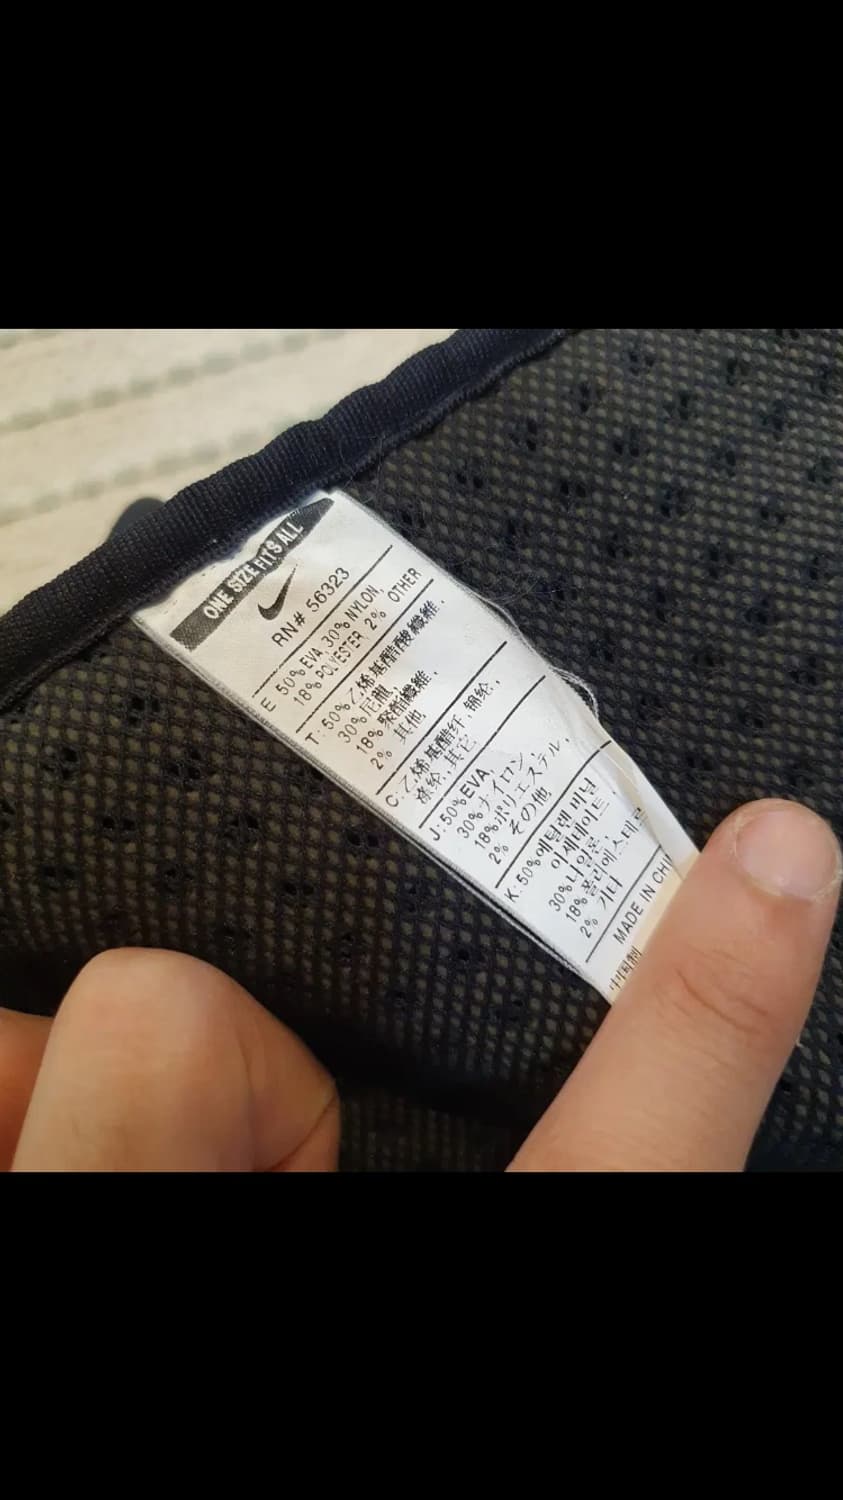 ONE SIZE FITS ALL
RN# 56323
E 50% EVA, 30% NYLON,
18% POLYESTER, 2% OTHER
T: 50% 乙烯基醋酸纖維,
30% 尼龍,
18% 聚酯纖維,
2% 其他
C: 乙烯基醋纤, 锦纶,
涤纶, 其它
J: 50% EVA,
30% ナイロン,
18% ポリエステル,
2% その他
K: 50% 에틸렌 비닐
아세테이트,
30% 나일론,
18% 폴리에스테르
2% 기타
MADE IN CHIN
中国制